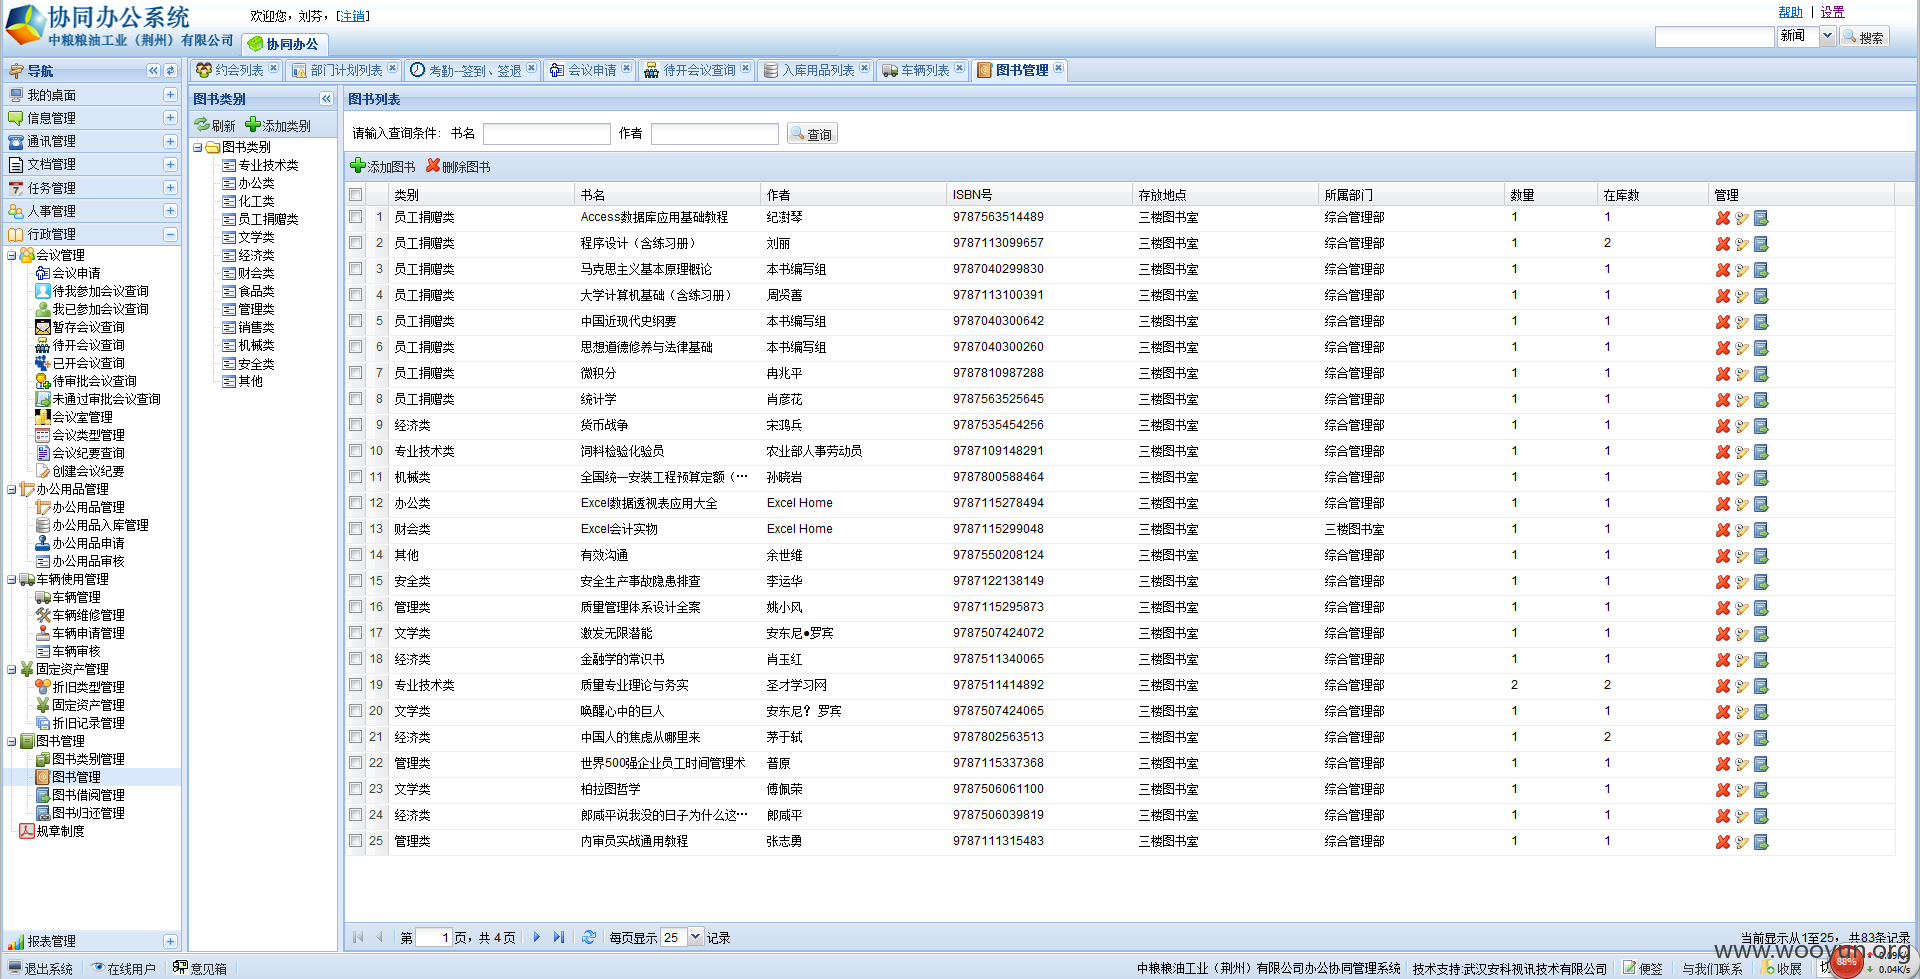 协同办公系统
中粮粮油工业（荆州）有限公司
欢迎您，刘芬，[注销]
协同办公
帮助 | 设置
新闻 搜索
导航
约会列表 部门计划列表 考勤--签到、签退 会议申请 待开会议查询 入库用品列表 车辆列表 图书管理
我的桌面
信息管理
通讯管理
文档管理
任务管理
人事管理
行政管理
会议管理
会议申请
待我参加会议查询
我已参加会议查询
暂存会议查询
待开会议查询
已开会议查询
待审批会议查询
未通过审批会议查询
会议室管理
会议类型管理
会议纪要查询
创建会议纪要
办公用品管理
办公用品管理
办公用品入库管理
办公用品申请
办公用品审核
车辆使用管理
车辆管理
车辆维修管理
车辆申请管理
车辆审核
固定资产管理
折旧类型管理
固定资产管理
折旧记录管理
图书管理
图书类别管理
图书管理
图书借阅管理
图书归还管理
规章制度
报表管理
图书类别
刷新 添加类别
图书类别
专业技术类
办公类
化工类
员工捐赠类
文学类
经济类
财会类
食品类
管理类
销售类
机械类
安全类
其他
图书列表
请输入查询条件: 书名 作者 查询
添加图书 删除图书
类别 书名 作者 ISBN号 存放地点 所属部门 数量 在库数 管理
1 员工捐赠类 Access数据库应用基础教程 纪澍琴 9787563514489 三楼图书室 综合管理部 1 1
2 员工捐赠类 程序设计（含练习册） 刘丽 9787113099657 三楼图书室 综合管理部 1 2
3 员工捐赠类 马克思主义基本原理概论 本书编写组 9787040299830 三楼图书室 综合管理部 1 1
4 员工捐赠类 大学计算机基础（含练习册） 周贤善 9787113100391 三楼图书室 综合管理部 1 1
5 员工捐赠类 中国近现代史纲要 本书编写组 9787040300642 三楼图书室 综合管理部 1 1
6 员工捐赠类 思想道德修养与法律基础 本书编写组 9787040300260 三楼图书室 综合管理部 1 1
7 员工捐赠类 微积分 冉兆平 9787810987288 三楼图书室 综合管理部 1 1
8 员工捐赠类 统计学 肖彦花 9787563525645 三楼图书室 综合管理部 1 1
9 经济类 货币战争 宋鸿兵 9787535454256 三楼图书室 综合管理部 1 1
10 专业技术类 饲料检验化验员 农业部人事劳动员 9787109148291 三楼图书室 综合管理部 1 1
11 机械类 全国统一安装工程预算定额（… 孙晓岩 9787800588464 三楼图书室 综合管理部 1 1
12 办公类 Excel数据透视表应用大全 Excel Home 9787115278494 三楼图书室 综合管理部 1 1
13 财会类 Excel会计实物 Excel Home 9787115299048 三楼图书室 三楼图书室 1 1
14 其他 有效沟通 余世维 9787550208124 三楼图书室 综合管理部 1 1
15 安全类 安全生产事故隐患排查 李运华 9787122138149 三楼图书室 综合管理部 1 1
16 管理类 质量管理体系设计全案 姚小风 9787115295873 三楼图书室 综合管理部 1 1
17 文学类 激发无限潜能 安东尼●罗宾 9787507424072 三楼图书室 综合管理部 1 1
18 经济类 金融学的常识书 肖玉红 9787511340065 三楼图书室 综合管理部 1 1
19 专业技术类 质量专业理论与务实 圣才学习网 9787511414892 三楼图书室 综合管理部 2 2
20 文学类 唤醒心中的巨人 安东尼？罗宾 9787507424065 三楼图书室 综合管理部 1 1
21 经济类 中国人的焦虑从哪里来 茅于轼 9787802563513 三楼图书室 综合管理部 1 2
22 管理类 世界500强企业员工时间管理术 普原 9787115337368 三楼图书室 综合管理部 1 1
23 文学类 柏拉图哲学 傅佩荣 9787506061100 三楼图书室 综合管理部 1 1
24 经济类 郎咸平说我没的日子为什么这… 郎咸平 9787506039819 三楼图书室 综合管理部 1 1
25 管理类 内审员实战通用教程 张志勇 9787111315483 三楼图书室 综合管理部 1 1
第 1 页，共 4 页 每页显示 25 记录
当前显示从1至25，共83条记录
www.wooyun.org
退出系统 在线用户 意见箱
中粮粮油工业（荆州）有限公司办公协同管理系统 技术支持:武汉安科视讯技术有限公司 便签 与我们联系 收展
88% 0.04K/s